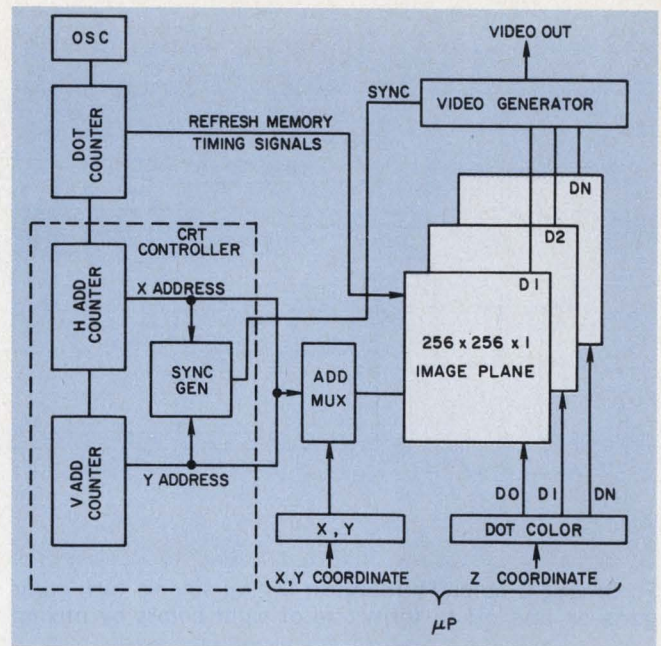 OSC
VIDEO OUT
SYNC
VIDEO GENERATOR
DOT
COUNTER
REFRESH MEMORY
TIMING SIGNALS
DN
D2
D1
CRT
CONTROLLER
H ADD
COUNTER
X ADDRESS
SYNC
GEN
ADD
MUX
256 x 256 x 1
IMAGE PLANE
V ADD
COUNTER
Y ADDRESS
D0 D1 DN
X, Y
DOT COLOR
X,Y COORDINATE
Z COORDINATE
μP